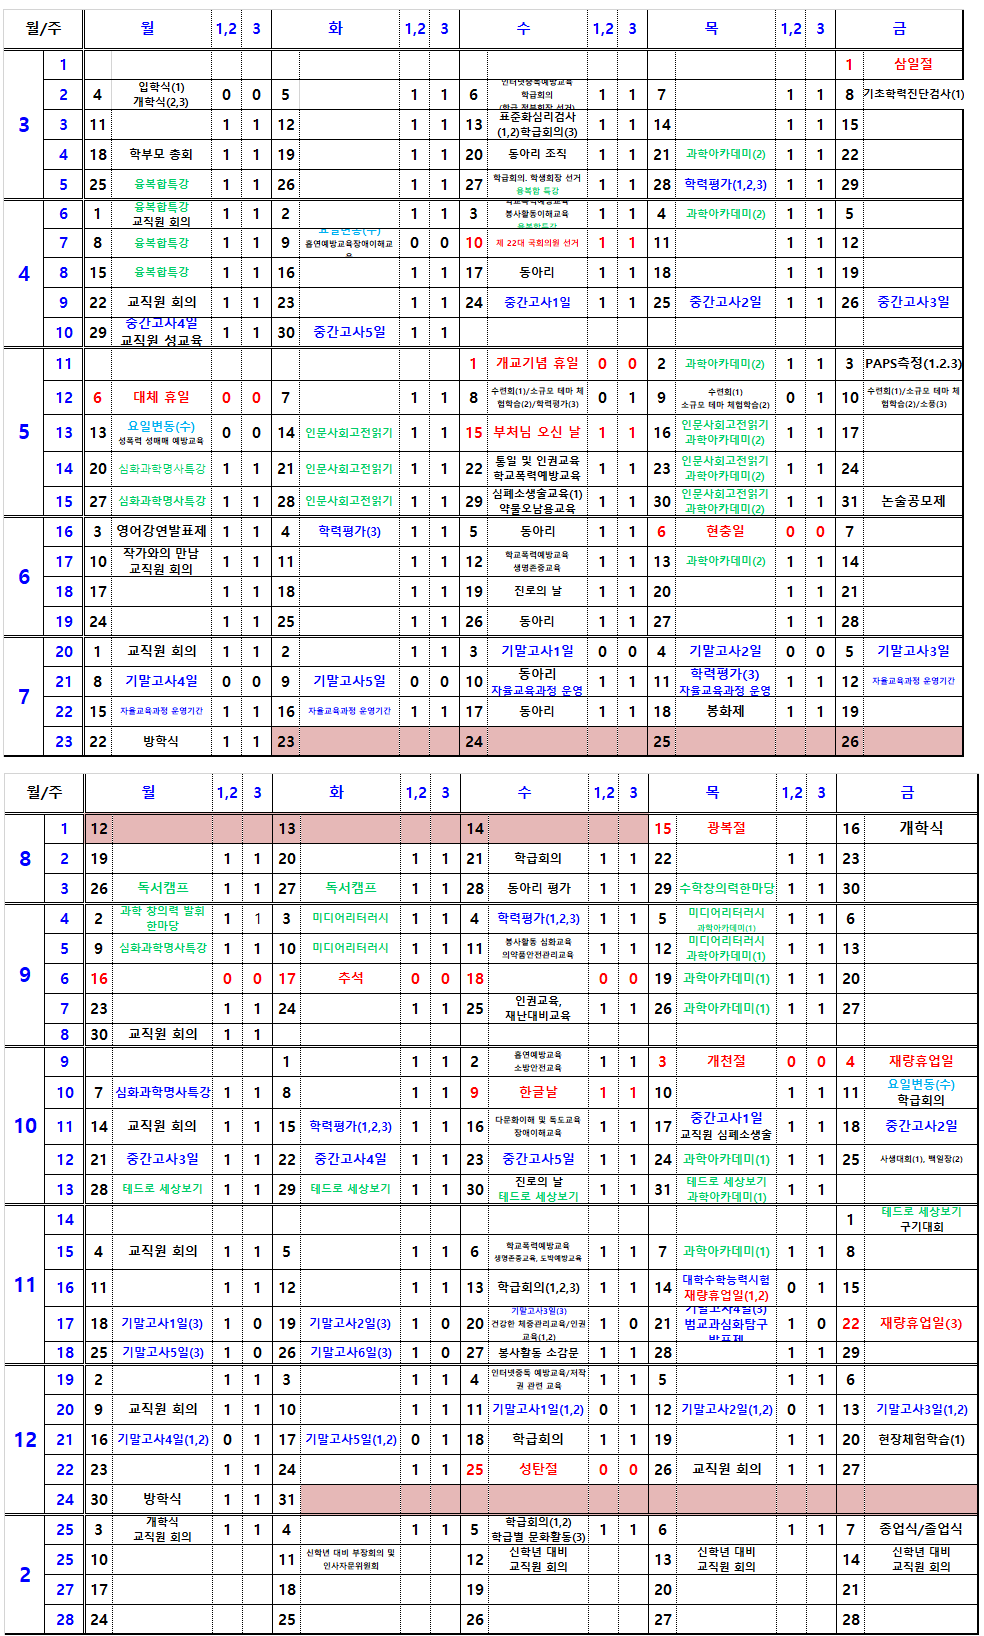 월/주 월 1,2 3 화 1,2 3 수 1,2 3 목 1,2 3 금
3
1 1 삼일절
2 4 입학식(1) 개학식(2,3) 0 0 5 1 1 6 인터넷중독예방교육 학급회의 (학급 정부회장 선거) 1 1 7 1 1 8 기초학력진단검사(1)
3 11 1 1 12 1 1 13 표준화심리검사 (1,2)학급회의(3) 1 1 14 1 1 15
4 18 학부모 총회 1 1 19 1 1 20 동아리 조직 1 1 21 과학아카데미(2) 1 1 22
5 25 융복합특강 1 1 26 1 1 27 학급회의. 학생회장 선거 융복합 특강 1 1 28 학력평가(1,2,3) 1 1 29
4
6 1 융복합특강 교직원 회의 1 1 2 1 1 3 학교폭력예방교육 봉사활동이해교육 융복합특강 1 1 4 과학아카데미(2) 1 1 5
7 8 융복합특강 1 1 9 요일변동(수) 흡연예방교육장애이해교 0 0 10 제 22대 국회의원 선거 1 1 11 1 1 12
8 15 융복합특강 1 1 16 1 1 17 동아리 1 1 18 1 1 19
9 22 교직원 회의 1 1 23 1 1 24 중간고사1일 1 1 25 중간고사2일 1 1 26 중간고사3일
10 29 중간고사4일 교직원 성교육 1 1 30 중간고사5일 1 1
5
11 1 개교기념 휴일 0 0 2 과학아카데미(2) 1 1 3 PAPS측정(1.2.3)
12 6 대체 휴일 0 0 7 1 1 8 수련회(1)/소규모 테마 체험학습(2)/학력평가(3) 0 1 9 수련회(1) 소규모 테마 체험학습(2) 0 1 10 수련회(1)/소규모 테마 체험학습(2)/소풍(3)
13 13 요일변동(수) 성폭력 성매매 예방교육 0 0 14 인문사회고전읽기 1 1 15 부처님 오신 날 1 1 16 인문사회고전읽기 과학아카데미(2) 1 1 17
14 20 심화과학명사특강 1 1 21 인문사회고전읽기 1 1 22 통일 및 인권교육 학교폭력예방교육 1 1 23 인문사회고전읽기 과학아카데미(2) 1 1 24
15 27 심화과학명사특강 1 1 28 인문사회고전읽기 1 1 29 심폐소생술교육(1) 약물오남용교육 1 1 30 인문사회고전읽기 과학아카데미(2) 1 1 31 논술공모제
6
16 3 영어강연발표제 1 1 4 학력평가(3) 1 1 5 동아리 1 1 6 현충일 0 0 7
17 10 작가와의 만남 교직원 회의 1 1 11 1 1 12 학교폭력예방교육 생명존중교육 1 1 13 과학아카데미(2) 1 1 14
18 17 1 1 18 1 1 19 진로의 날 1 1 20 1 1 21
19 24 1 1 25 1 1 26 동아리 1 1 27 1 1 28
7
20 1 교직원 회의 1 1 2 1 1 3 기말고사1일 0 0 4 기말고사2일 0 0 5 기말고사3일
21 8 기말고사4일 0 0 9 기말고사5일 0 0 10 동아리 자율교육과정 운영 1 1 11 학력평가(3) 자율교육과정 운영 1 1 12 자율교육과정 운영기간
22 15 자율교육과정 운영기간 1 1 16 자율교육과정 운영기간 1 1 17 동아리 1 1 18 봉화제 1 1 19
23 22 방학식 1 1 23 24 25 26
월/주 월 1,2 3 화 1,2 3 수 1,2 3 목 1,2 3 금
8
1 12 13 14 15 광복절 16 개학식
2 19 1 1 20 1 1 21 학급회의 1 1 22 1 1 23
3 26 독서캠프 1 1 27 독서캠프 1 1 28 동아리 평가 1 1 29 수학창의력한마당 1 1 30
9
4 2 과학 창의력 발휘 한마당 1 1 3 미디어리터러시 1 1 4 학력평가(1,2,3) 1 1 5 미디어리터러시 과학아카데미(1) 1 1 6
5 9 심화과학명사특강 1 1 10 미디어리터러시 1 1 11 봉사활동 심화교육 의약품안전관리교육 1 1 12 미디어리터러시 과학아카데미(1) 1 1 13
6 16 0 0 17 추석 0 0 18 0 0 19 과학아카데미(1) 1 1 20
7 23 1 1 24 1 1 25 인권교육, 재난대비교육 1 1 26 과학아카데미(1) 1 1 27
8 30 교직원 회의 1 1
10
9 1 1 1 2 흡연예방교육 소방안전교육 1 1 3 개천절 0 0 4 재량휴업일
10 7 심화과학명사특강 1 1 8 1 1 9 한글날 1 1 10 1 1 11 요일변동(수) 학급회의
11 14 교직원 회의 1 1 15 학력평가(1,2,3) 1 1 16 다문화이해 및 독도교육 장애이해교육 1 1 17 중간고사1일 교직원 심폐소생술 1 1 18 중간고사2일
12 21 중간고사3일 1 1 22 중간고사4일 1 1 23 중간고사5일 1 1 24 과학아카데미(1) 1 1 25 사생대회(1), 백일장(2)
13 28 테드로 세상보기 1 1 29 테드로 세상보기 1 1 30 진로의 날 테드로 세상보기 1 1 31 테드로 세상보기 과학아카데미(1) 1 1
11
14 1 테드로 세상보기 구기대회
15 4 교직원 회의 1 1 5 1 1 6 학교폭력예방교육 생명존중교육, 도박예방교육 1 1 7 과학아카데미(1) 1 1 8
16 11 1 1 12 1 1 13 학급회의(1,2,3) 1 1 14 대학수학능력시험 재량휴업일(1,2) 0 1 15
17 18 기말고사1일(3) 1 0 19 기말고사2일(3) 1 0 20 기말고사3일(3) 건강한 체중관리교육/인권교육(1,2) 1 0 21 기말고사4일(3) 범교과심화탐구 발표제 1 0 22 재량휴업일(3)
18 25 기말고사5일(3) 1 0 26 기말고사6일(3) 1 0 27 봉사활동 소감문 1 1 28 1 1 29
12
19 2 1 1 3 1 1 4 인터넷중독 예방교육/저작권 관련 교육 1 1 5 1 1 6
20 9 교직원 회의 1 1 10 1 1 11 기말고사1일(1,2) 0 1 12 기말고사2일(1,2) 0 1 13 기말고사3일(1,2)
21 16 기말고사4일(1,2) 0 1 17 기말고사5일(1,2) 0 1 18 학급회의 1 1 19 1 1 20 현장체험학습(1)
22 23 1 1 24 1 1 25 성탄절 0 0 26 교직원 회의 1 1 27
24 30 방학식 1 1 31
2
25 3 개학식 교직원 회의 1 1 4 1 1 5 학급회의(1,2) 학급별 문화활동(3) 1 1 6 1 1 7 종업식/졸업식
25 10 11 신학년 대비 부장회의 및 인사자문위원회 12 신학년 대비 교직원 회의 13 신학년 대비 교직원 회의 14 신학년 대비 교직원 회의
27 17 18 19 20 21
28 24 25 26 27 28